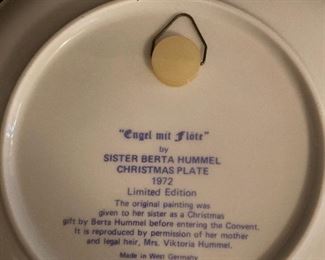 "Engel mit Flöte"
by
SISTER BERTA HUMMEL
CHRISTMAS PLATE
1972
Limited Edition
The original painting was
given to her sister as a Christmas
gift by Berta Hummel before entering the Convent.
It is reproduced by permission of her mother
and legal heir, Mrs. Viktoria Hummel.
Made in West Germany